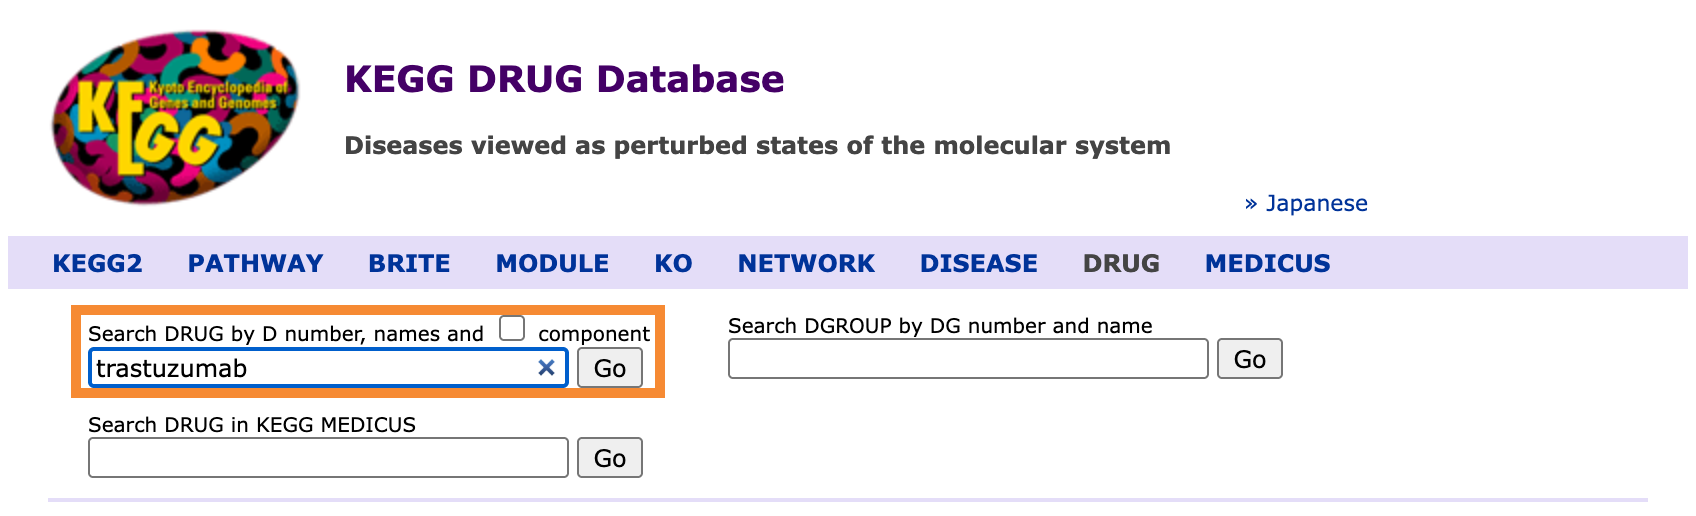 KEGG
Kyoto Encyclopedia of
Genes and Genomes
KEGG DRUG Database
Diseases viewed as perturbed states of the molecular system
» Japanese
KEGG2 PATHWAY BRITE MODULE KO NETWORK DISEASE DRUG MEDICUS
Search DRUG by D number, names and component
trastuzumab × Go
Search DGROUP by DG number and name
Go
Search DRUG in KEGG MEDICUS
Go